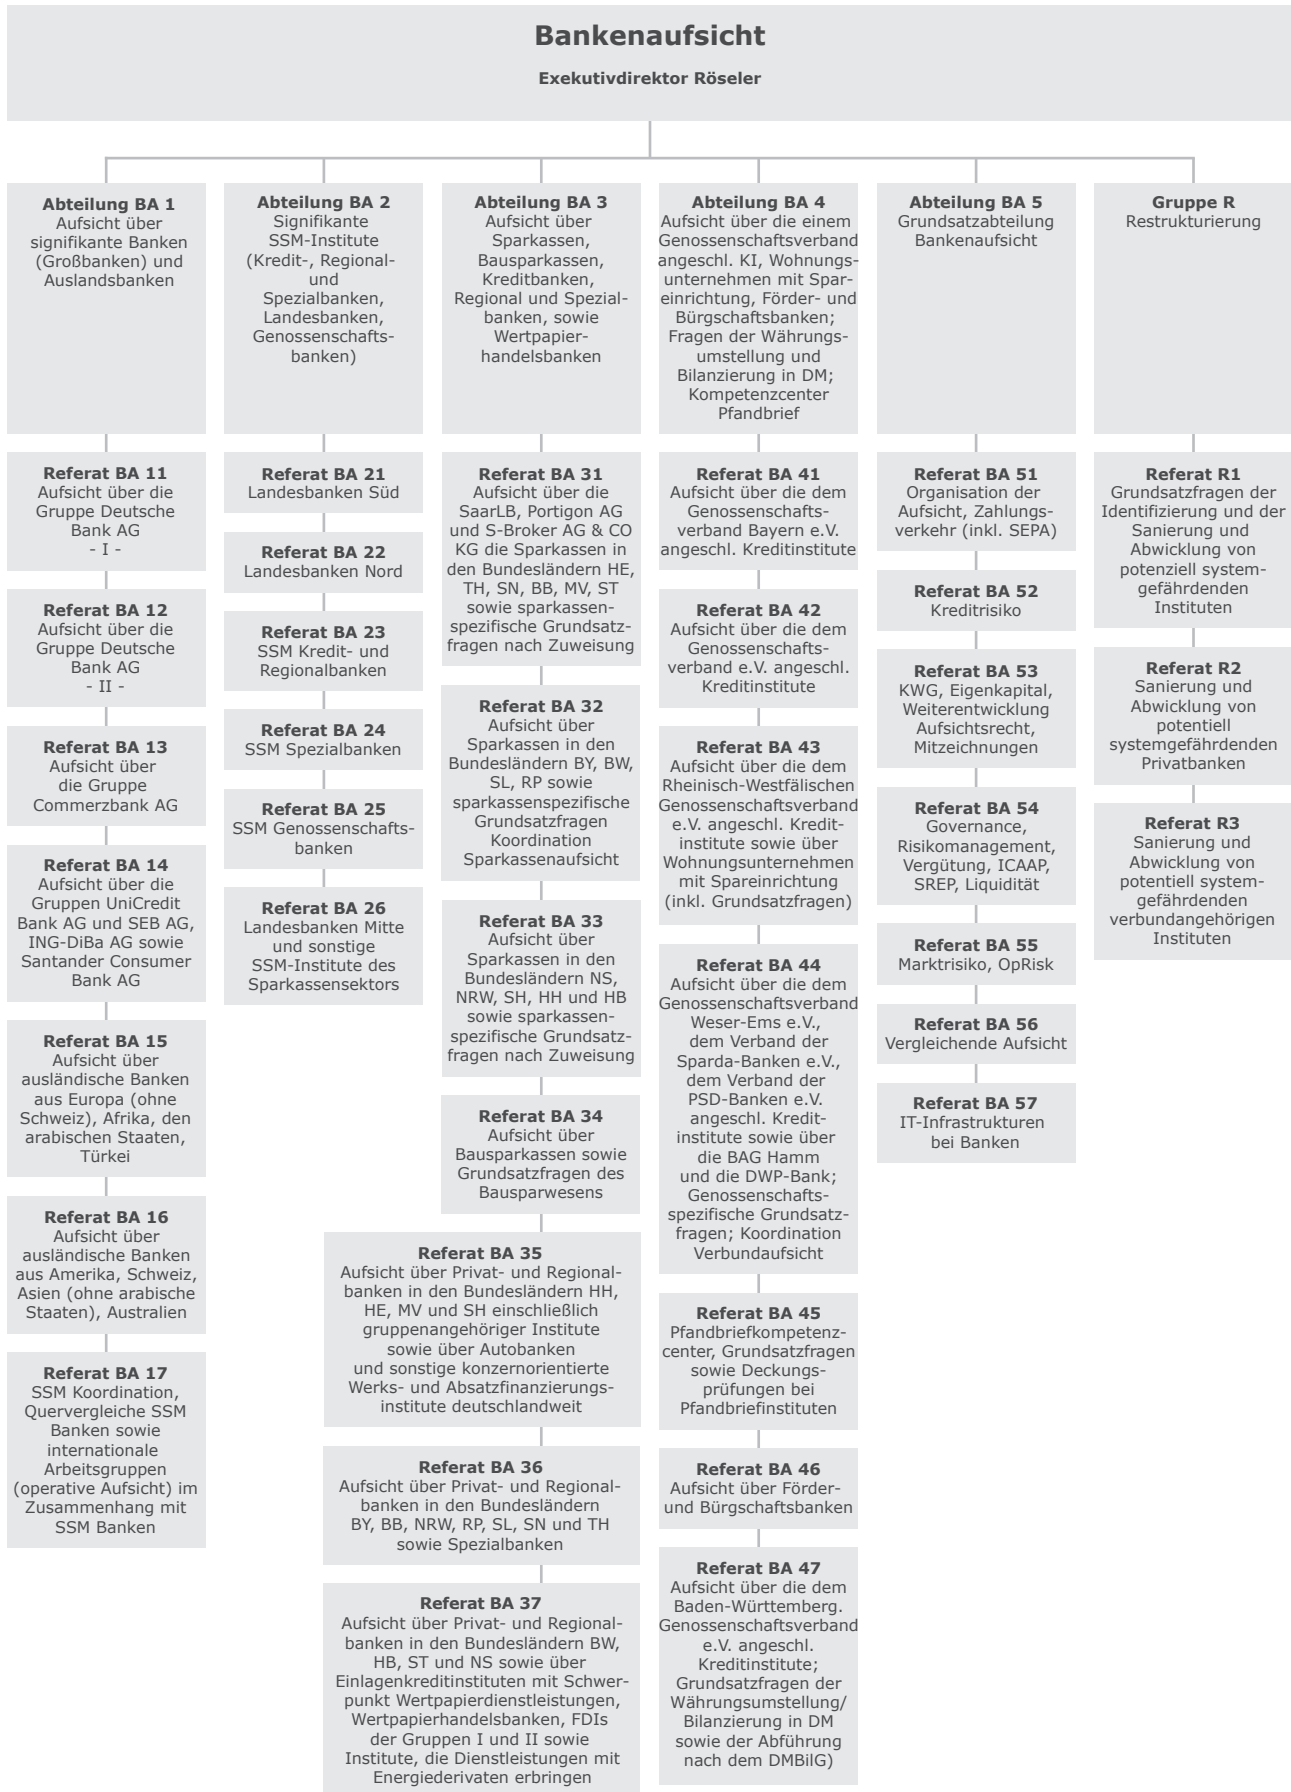 Bankenaufsicht
Exekutivdirektor Röseler
Abteilung BA 1
Aufsicht über
signifikante Banken
(Großbanken) und
Auslandsbanken
Referat BA 11
Aufsicht über die
Gruppe Deutsche
Bank AG
- I -
Referat BA 12
Aufsicht über die
Gruppe Deutsche
Bank AG
- II -
Referat BA 13
Aufsicht über
die Gruppe
Commerzbank AG
Referat BA 14
Aufsicht über die
Gruppen UniCredit
Bank AG und SEB AG,
ING-DiBa AG sowie
Santander Consumer
Bank AG
Referat BA 15
Aufsicht über
ausländische Banken
aus Europa (ohne
Schweiz), Afrika, den
arabischen Staaten,
Türkei
Referat BA 16
Aufsicht über
ausländische Banken
aus Amerika, Schweiz,
Asien (ohne arabische
Staaten), Australien
Referat BA 17
SSM Koordination,
Quervergleiche SSM
Banken sowie
internationale
Arbeitsgruppen
(operative Aufsicht) im
Zusammenhang mit
SSM Banken
Abteilung BA 2
Signifikante
SSM-Institute
(Kredit-, Regional-
und
Spezialbanken,
Landesbanken,
Genossenschafts-
banken)
Referat BA 21
Landesbanken Süd
Referat BA 22
Landesbanken Nord
Referat BA 23
SSM Kredit- und
Regionalbanken
Referat BA 24
SSM Spezialbanken
Referat BA 25
SSM Genossenschafts-
banken
Referat BA 26
Landesbanken Mitte
und sonstige
SSM-Institute des
Sparkassensektors
Abteilung BA 3
Aufsicht über
Sparkassen,
Bausparkassen,
Kreditbanken,
Regional und Spezial-
banken, sowie
Wertpapier-
handelsbanken
Referat BA 31
Aufsicht über die
SaarLB, Portigon AG
und S-Broker AG & CO
KG die Sparkassen in
den Bundesländern HE,
TH, SN, BB, MV, ST
sowie sparkassen-
spezifische Grundsatz-
fragen nach Zuweisung
Referat BA 32
Aufsicht über
Sparkassen in den
Bundesländern BY, BW,
SL, RP sowie
sparkassenspezifische
Grundsatzfragen
Koordination
Sparkassenaufsicht
Referat BA 33
Aufsicht über
Sparkassen in den
Bundesländern NS,
NRW, SH, HH und HB
sowie sparkassen-
spezifische Grundsatz-
fragen nach Zuweisung
Referat BA 34
Aufsicht über
Bausparkassen sowie
Grundsatzfragen des
Bausparwesens
Referat BA 35
Aufsicht über Privat- und Regional-
banken in den Bundesländern HH,
HE, MV und SH einschließlich
gruppenangehöriger Institute
sowie über Autobanken
und sonstige konzernorientierte
Werks- und Absatzfinanzierungs-
institute deutschlandweit
Referat BA 36
Aufsicht über Privat- und Regional-
banken in den Bundesländern
BY, BB, NRW, RP, SL, SN und TH
sowie Spezialbanken
Referat BA 37
Aufsicht über Privat- und Regional-
banken in den Bundesländern BW,
HB, ST und NS sowie über
Einlagenkreditinstituten mit Schwer-
punkt Wertpapierdienstleistungen,
Wertpapierhandelsbanken, FDIs
der Gruppen I und II sowie
Institute, die Dienstleistungen mit
Energiederivaten erbringen
Abteilung BA 4
Aufsicht über die einem
Genossenschaftsverband
angeschl. KI, Wohnungs-
unternehmen mit Spar-
einrichtung, Förder- und
Bürgschaftsbanken;
Fragen der Währungs-
umstellung und
Bilanzierung in DM;
Kompetenzcenter
Pfandbrief
Referat BA 41
Aufsicht über die dem
Genossenschafts-
verband Bayern e.V.
angeschl. Kreditinstitute
Referat BA 42
Aufsicht über die dem
Genossenschafts-
verband e.V. angeschl.
Kreditinstitute
Referat BA 43
Aufsicht über die dem
Rheinisch-Westfälischen
Genossenschaftsverband
e.V. angeschl. Kredit-
institute sowie über
Wohnungsunternehmen
mit Spareinrichtung
(inkl. Grundsatzfragen)
Referat BA 44
Aufsicht über die dem
Genossenschaftsverband
Weser-Ems e.V.,
dem Verband der
Sparda-Banken e.V.,
dem Verband der
PSD-Banken e.V.
angeschl. Kredit-
institute sowie über
die BAG Hamm
und die DWP-Bank;
Genossenschafts-
spezifische Grundsatz-
fragen; Koordination
Verbundaufsicht
Referat BA 45
Pfandbriefkompetenz-
center, Grundsatzfragen
sowie Deckungs-
prüfungen bei
Pfandbriefinstituten
Referat BA 46
Aufsicht über Förder-
und Bürgschaftsbanken
Referat BA 47
Aufsicht über die dem
Baden-Württemberg.
Genossenschaftsverband
e.V. angeschl.
Kreditinstitute;
Grundsatzfragen der
Währungsumstellung/
Bilanzierung in DM
sowie der Abführung
nach dem DMBilG)
Abteilung BA 5
Grundsatzabteilung
Bankenaufsicht
Referat BA 51
Organisation der
Aufsicht, Zahlungs-
verkehr (inkl. SEPA)
Referat BA 52
Kreditrisiko
Referat BA 53
KWG, Eigenkapital,
Weiterentwicklung
Aufsichtsrecht,
Mitzeichnungen
Referat BA 54
Governance,
Risikomanagement,
Vergütung, ICAAP,
SREP, Liquidität
Referat BA 55
Marktrisiko, OpRisk
Referat BA 56
Vergleichende Aufsicht
Referat BA 57
IT-Infrastrukturen
bei Banken
Gruppe R
Restrukturierung
Referat R1
Grundsatzfragen der
Identifizierung und der
Sanierung und
Abwicklung von
potenziell system-
gefährdenden
Instituten
Referat R2
Sanierung und
Abwicklung von
potentiell
systemgefährdenden
Privatbanken
Referat R3
Sanierung und
Abwicklung von
potentiell system-
gefährdenden
verbundangehörigen
Instituten